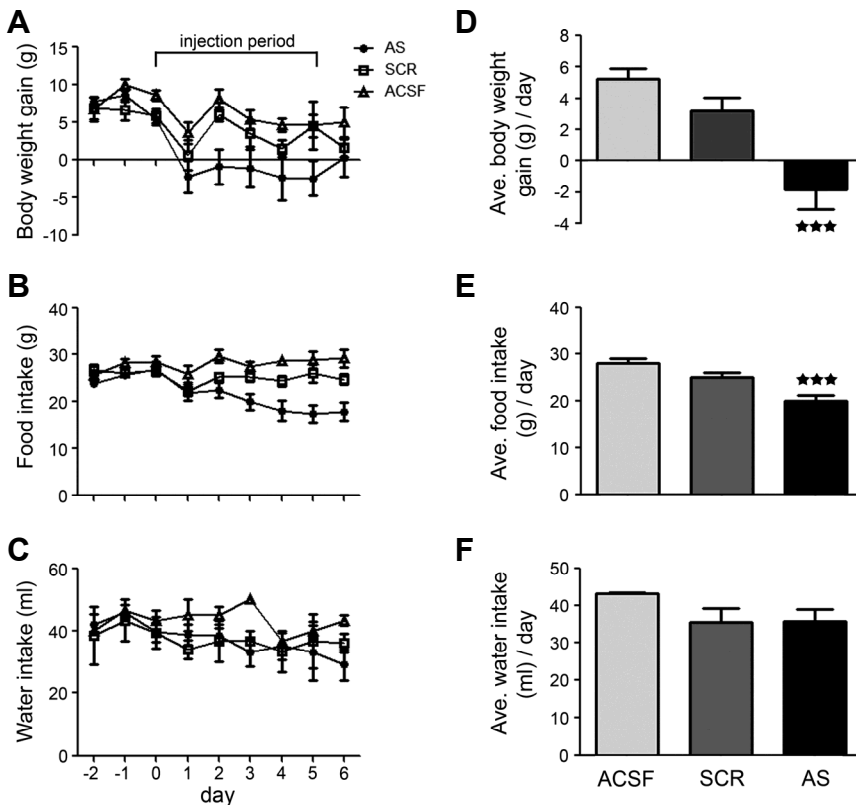 A
injection period
AS
SCR
ACSF
Body weight gain (g)
15
10
5
0
-5
-10
B
Food intake (g)
40
30
20
10
0
C
Water intake (ml)
60
40
20
0
-2 -1 0 1 2 3 4 5 6
day
D
Ave. body weight
gain (g) / day
8
6
4
2
0
-2
-4
★★★
E
Ave. food intake
(g) / day
40
30
20
10
0
★★★
F
Ave. water intake
(ml) / day
50
40
30
20
10
0
ACSF SCR AS